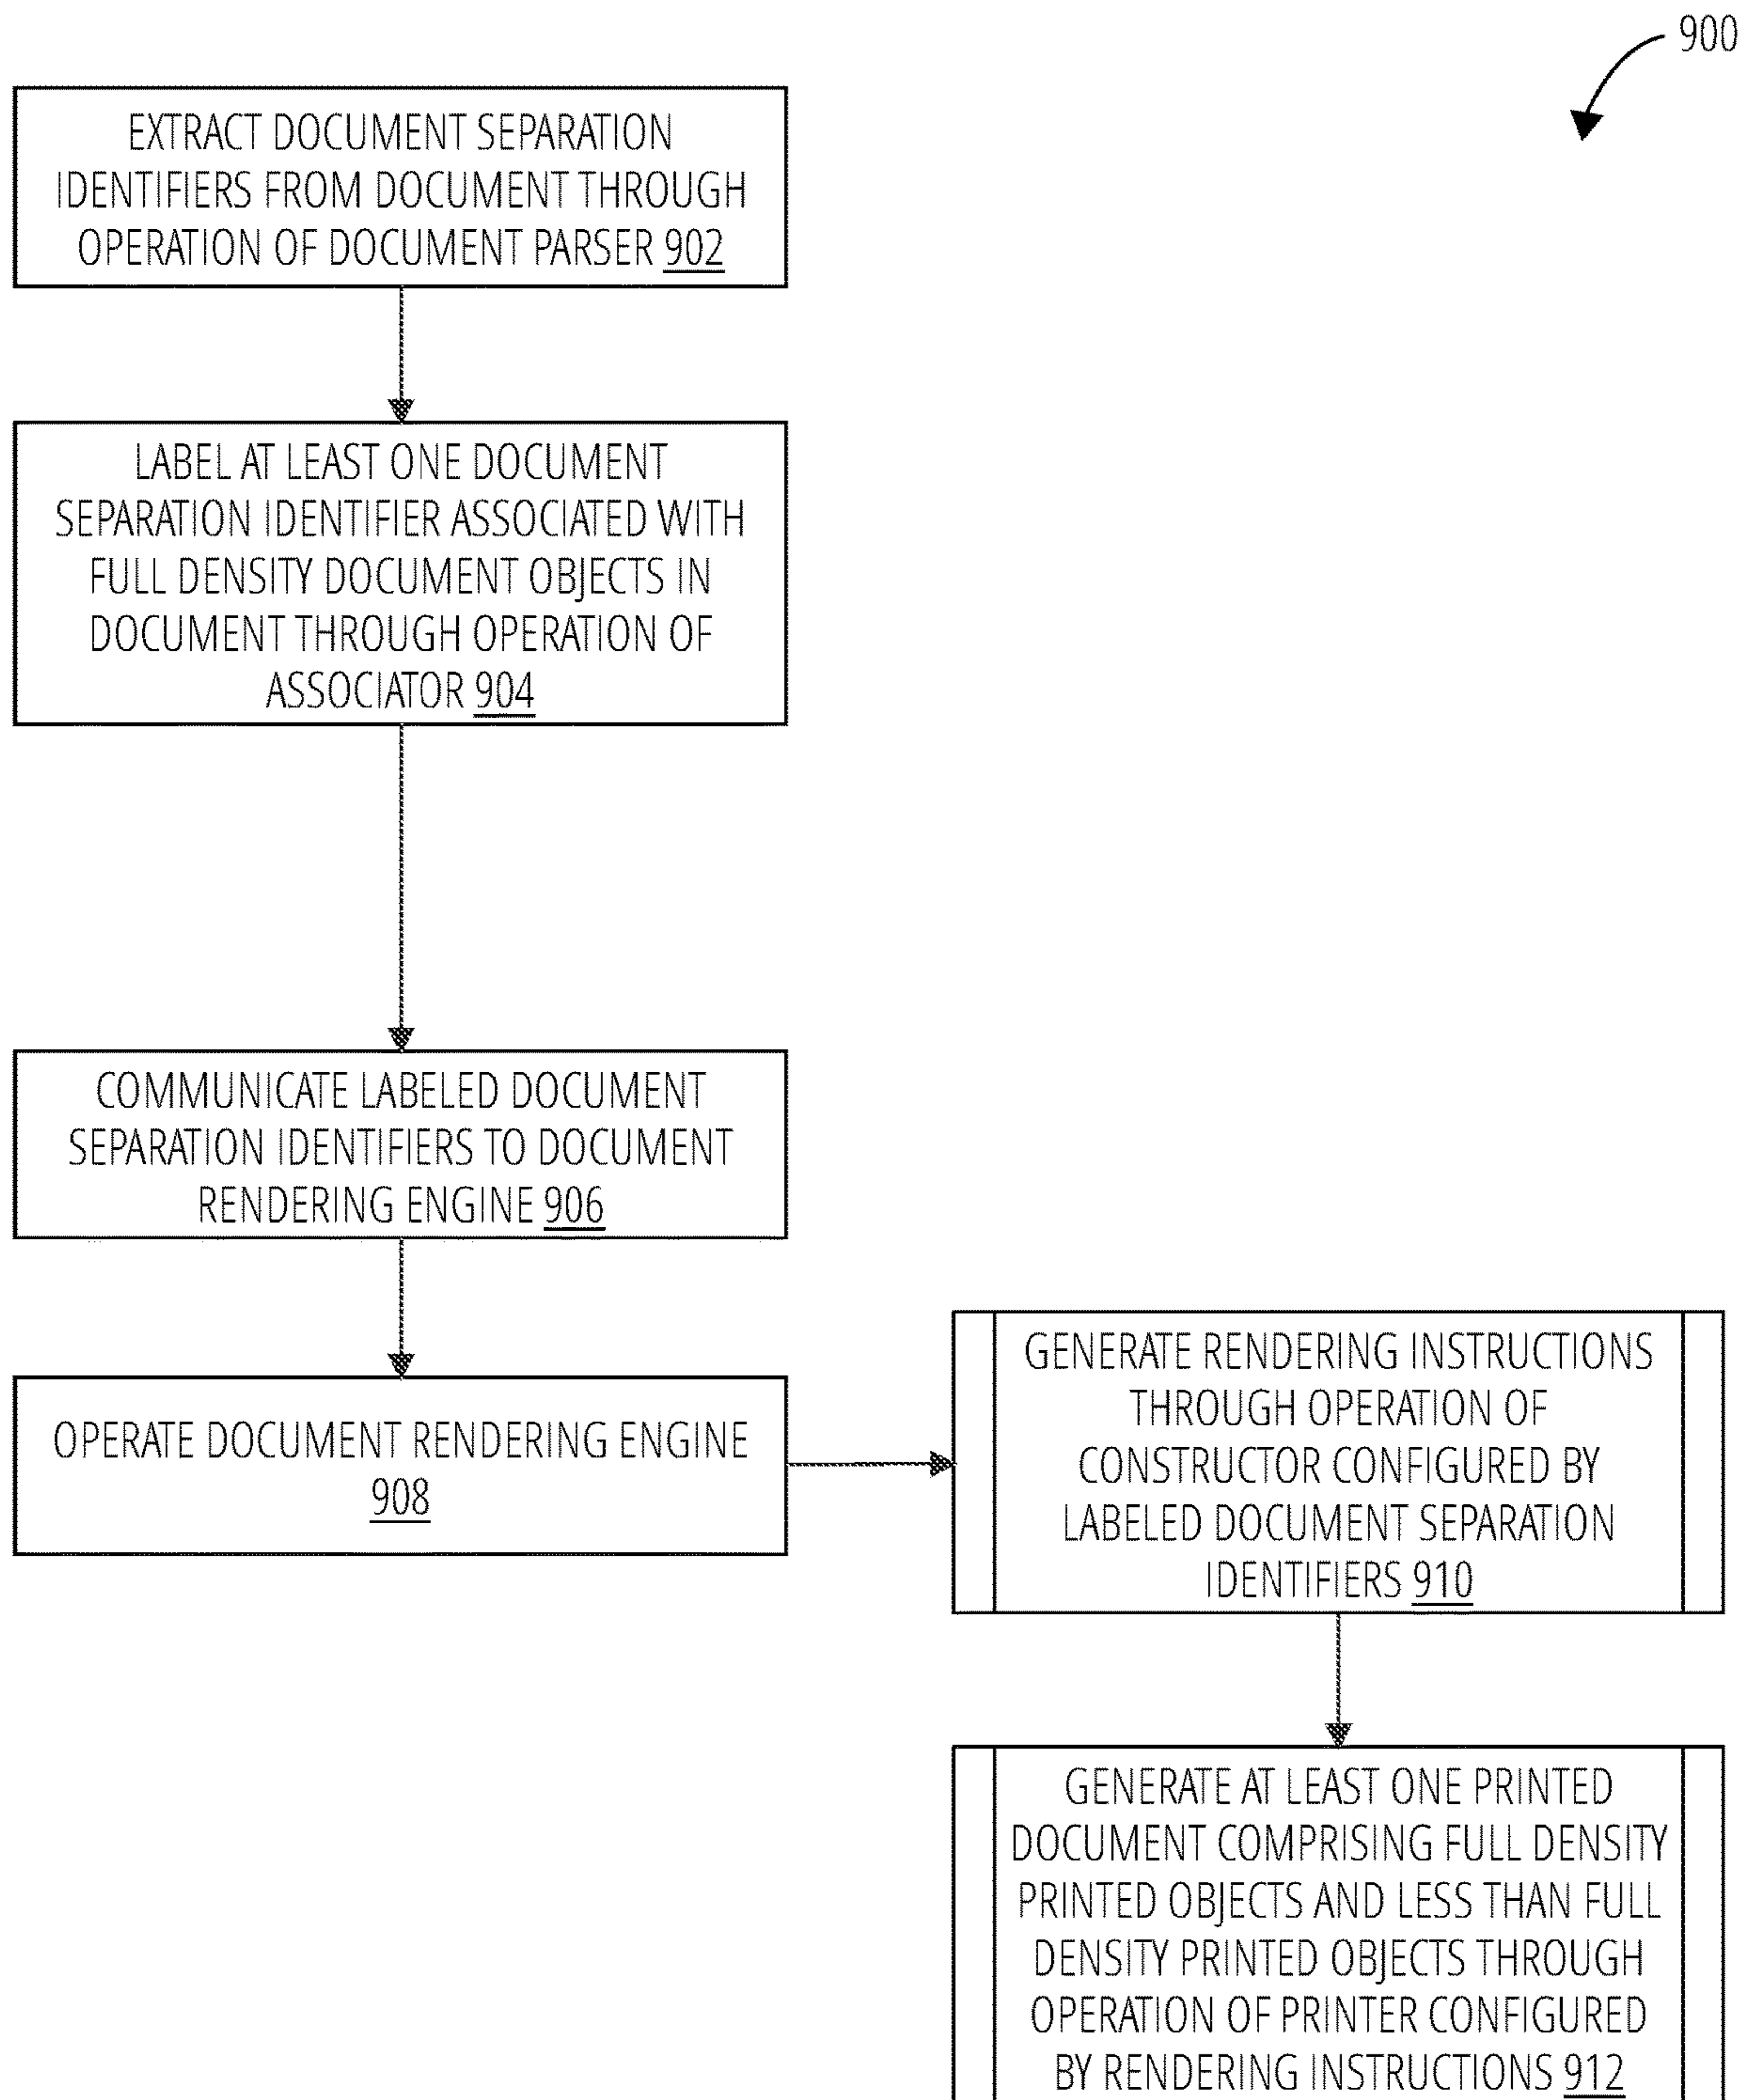 900
EXTRACT DOCUMENT SEPARATION
IDENTIFIERS FROM DOCUMENT THROUGH
OPERATION OF DOCUMENT PARSER 902
LABEL AT LEAST ONE DOCUMENT
SEPARATION IDENTIFIER ASSOCIATED WITH
FULL DENSITY DOCUMENT OBJECTS IN
DOCUMENT THROUGH OPERATION OF
ASSOCIATOR 904
COMMUNICATE LABELED DOCUMENT
SEPARATION IDENTIFIERS TO DOCUMENT
RENDERING ENGINE 906
OPERATE DOCUMENT RENDERING ENGINE
908
GENERATE RENDERING INSTRUCTIONS
THROUGH OPERATION OF
CONSTRUCTOR CONFIGURED BY
LABELED DOCUMENT SEPARATION
IDENTIFIERS 910
GENERATE AT LEAST ONE PRINTED
DOCUMENT COMPRISING FULL DENSITY
PRINTED OBJECTS AND LESS THAN FULL
DENSITY PRINTED OBJECTS THROUGH
OPERATION OF PRINTER CONFIGURED
BY RENDERING INSTRUCTIONS 912